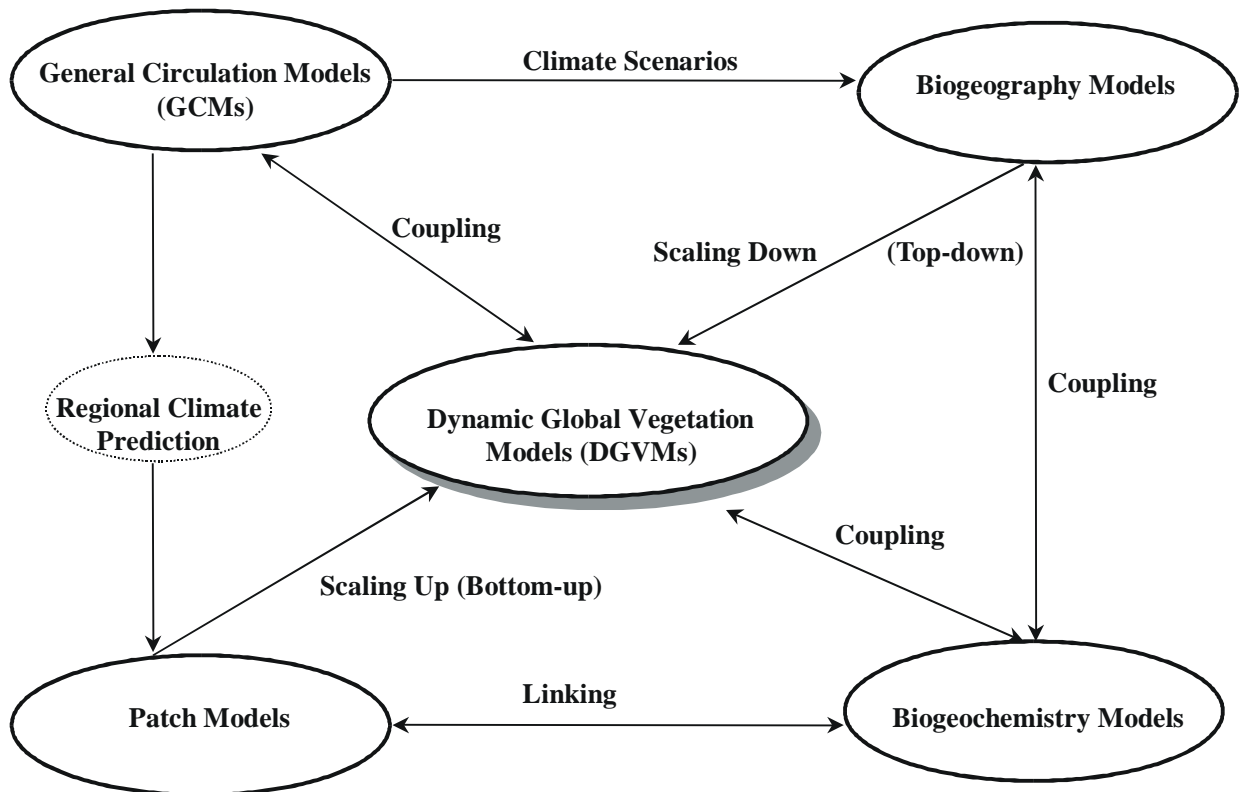 Climate Scenarios
General Circulation Models
(GCMs)
Biogeography Models
Coupling
Scaling Down (Top-down)
Regional Climate
Prediction
Coupling
Dynamic Global Vegetation
Models (DGVMs)
Coupling
Scaling Up (Bottom-up)
Linking
Patch Models
Biogeochemistry Models